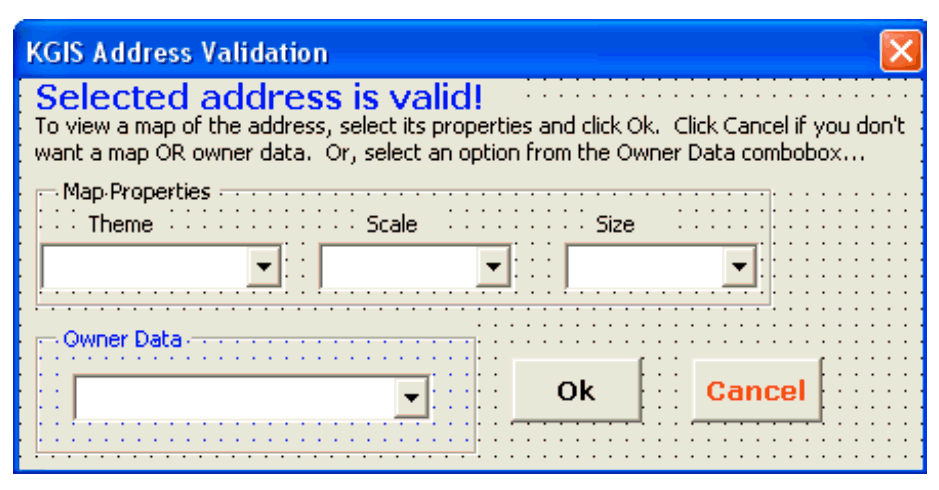 KGIS Address Validation
Selected address is valid!
To view a map of the address, select its properties and click Ok. Click Cancel if you don't
want a map OR owner data. Or, select an option from the Owner Data combobox...
Map Properties
Theme Scale Size
Owner Data
Ok Cancel